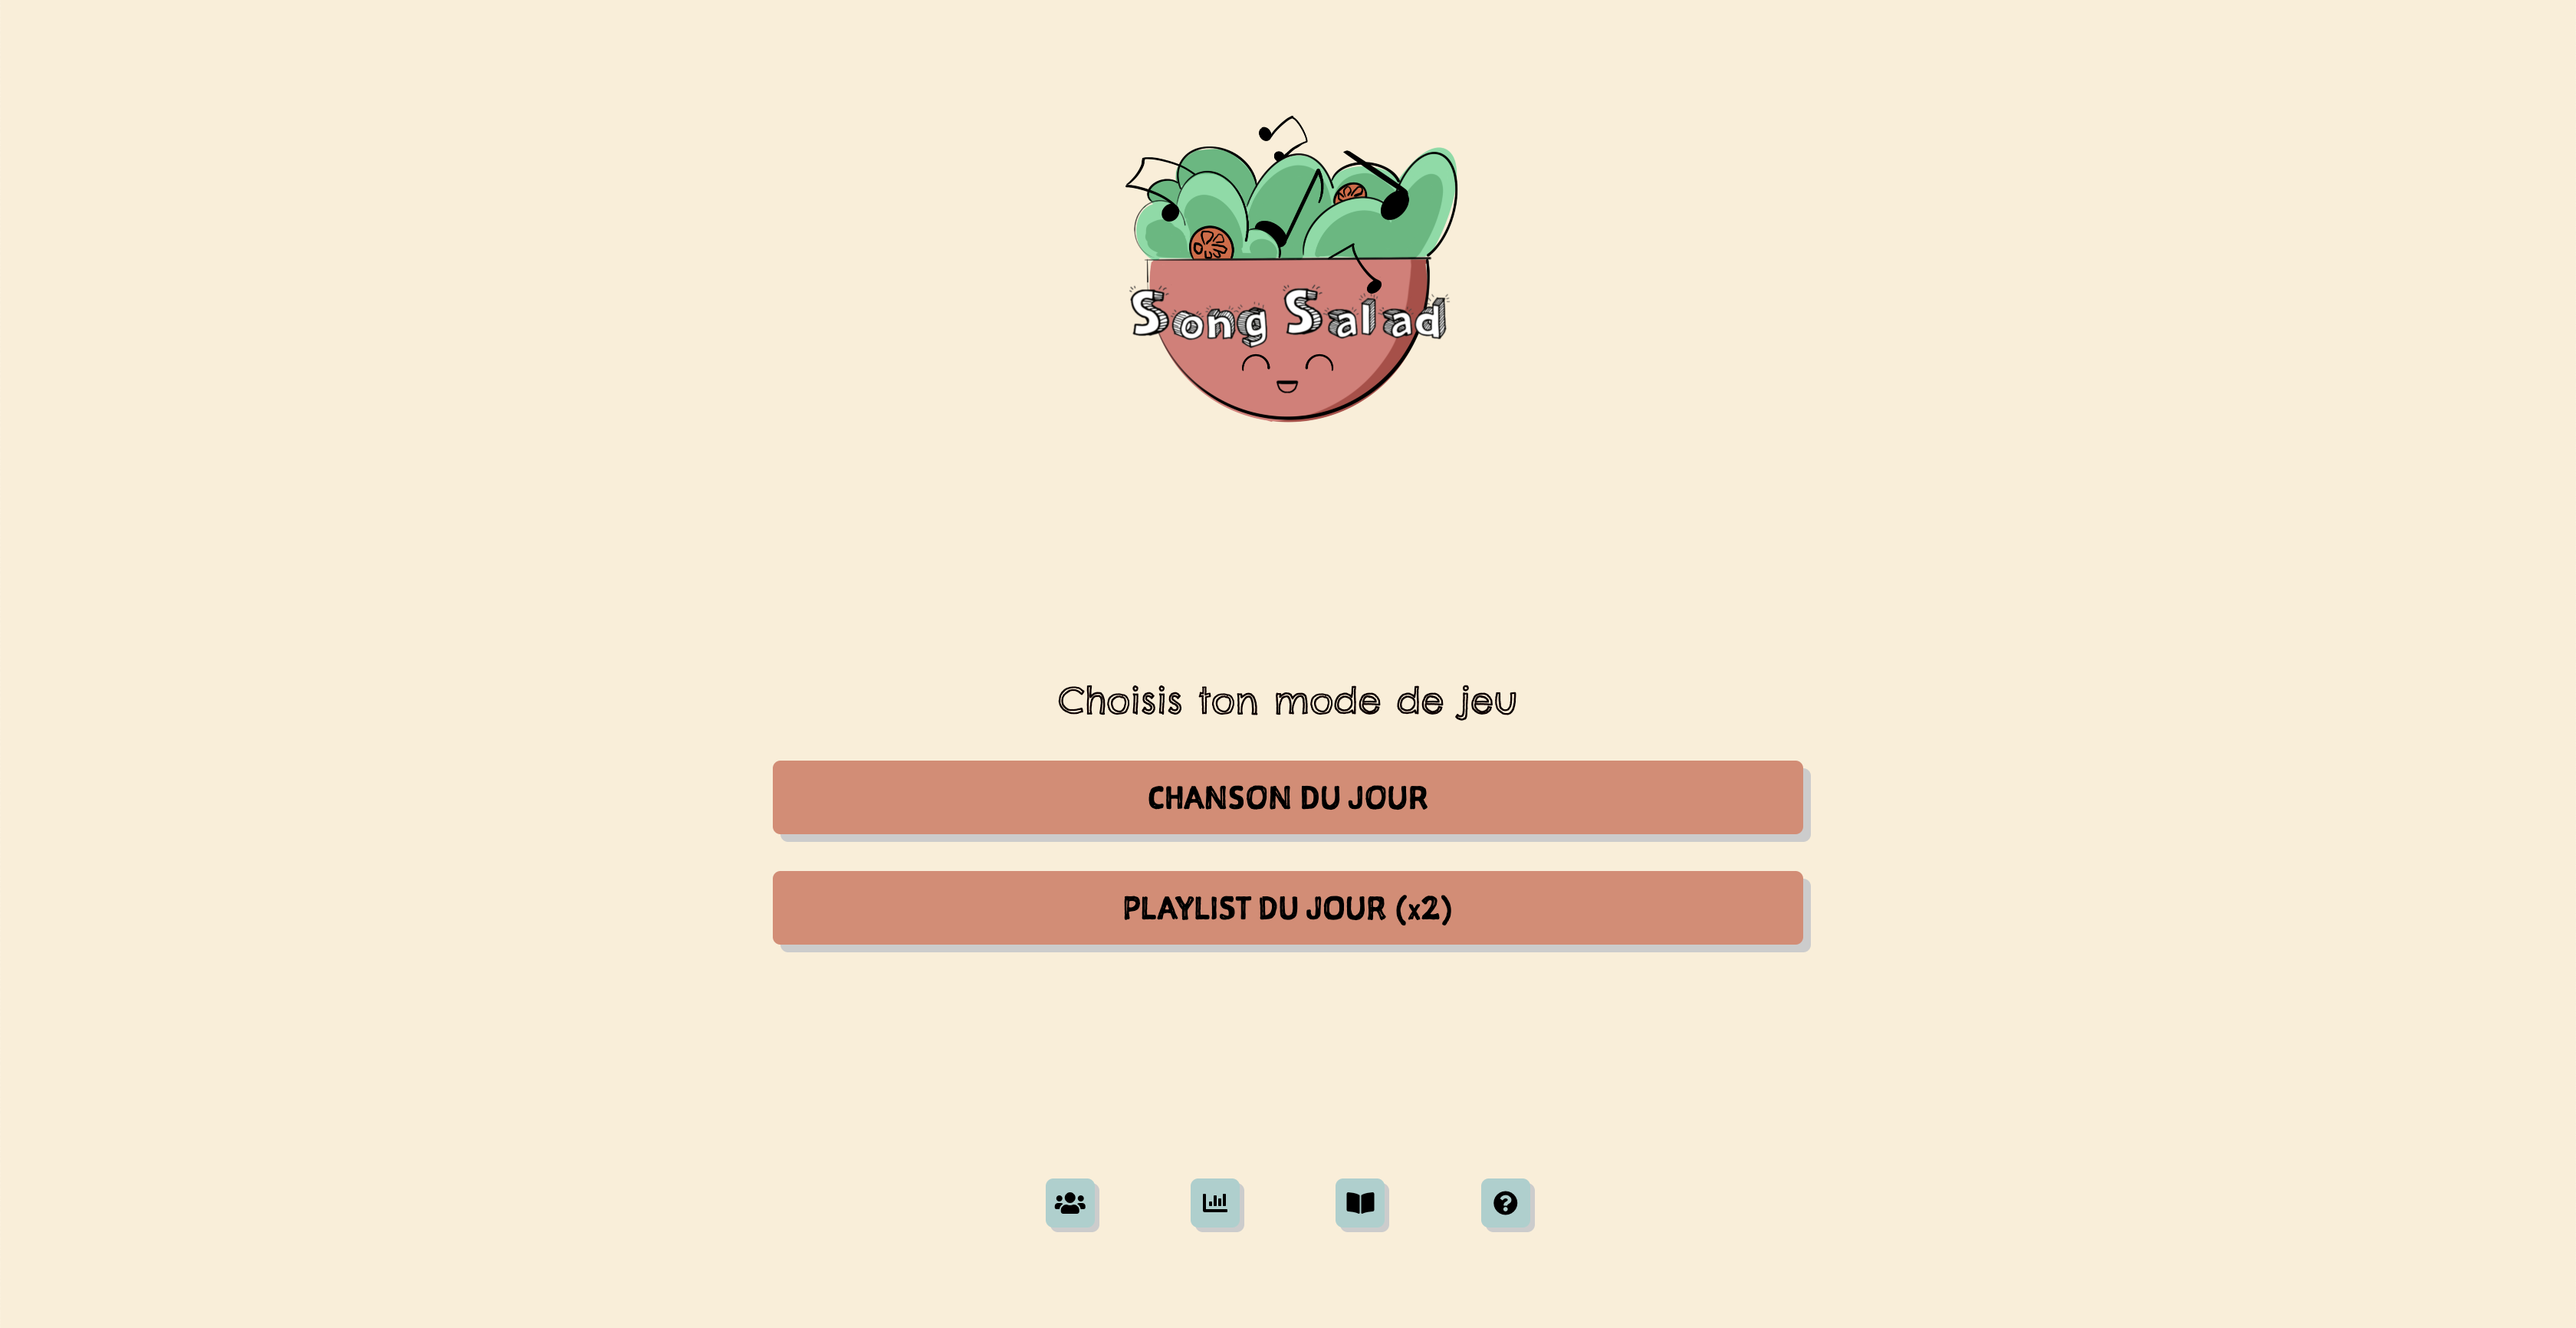 Song Salad
Choisis ton mode de jeu
CHANSON DU JOUR
PLAYLIST DU JOUR (x2)